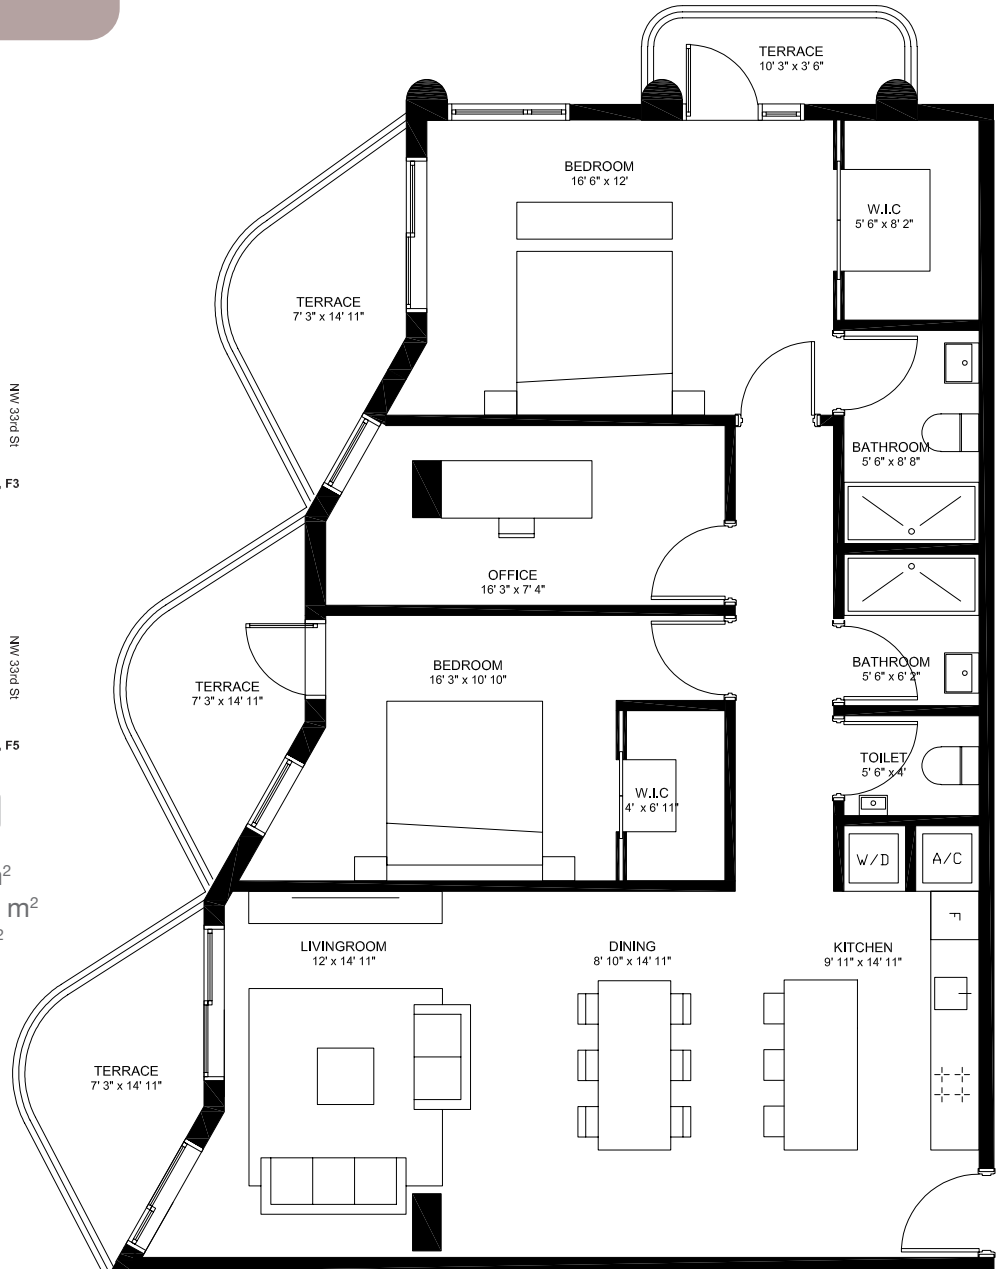 TERRACE
10' 3" x 3' 6"
BEDROOM
16' 6" x 12'
W.I.C
5' 6" x 8' 2"
TERRACE
7' 3" x 14' 11"
NW 33rd St
F3
BATHROOM
5' 6" x 8' 8"
OFFICE
16' 3" x 7' 4"
BEDROOM
16' 3" x 10' 10"
BATHROOM
5' 6" x 6' 2"
TERRACE
7' 3" x 14' 11"
NW 33rd St
F5
TOILET
5' 6" x 4'
W.I.C
4' x 6' 11"
W/D
A/C
m²
F
LIVINGROOM
12' x 14' 11"
DINING
8' 10" x 14' 11"
KITCHEN
9' 11" x 14' 11"
TERRACE
7' 3" x 14' 11"